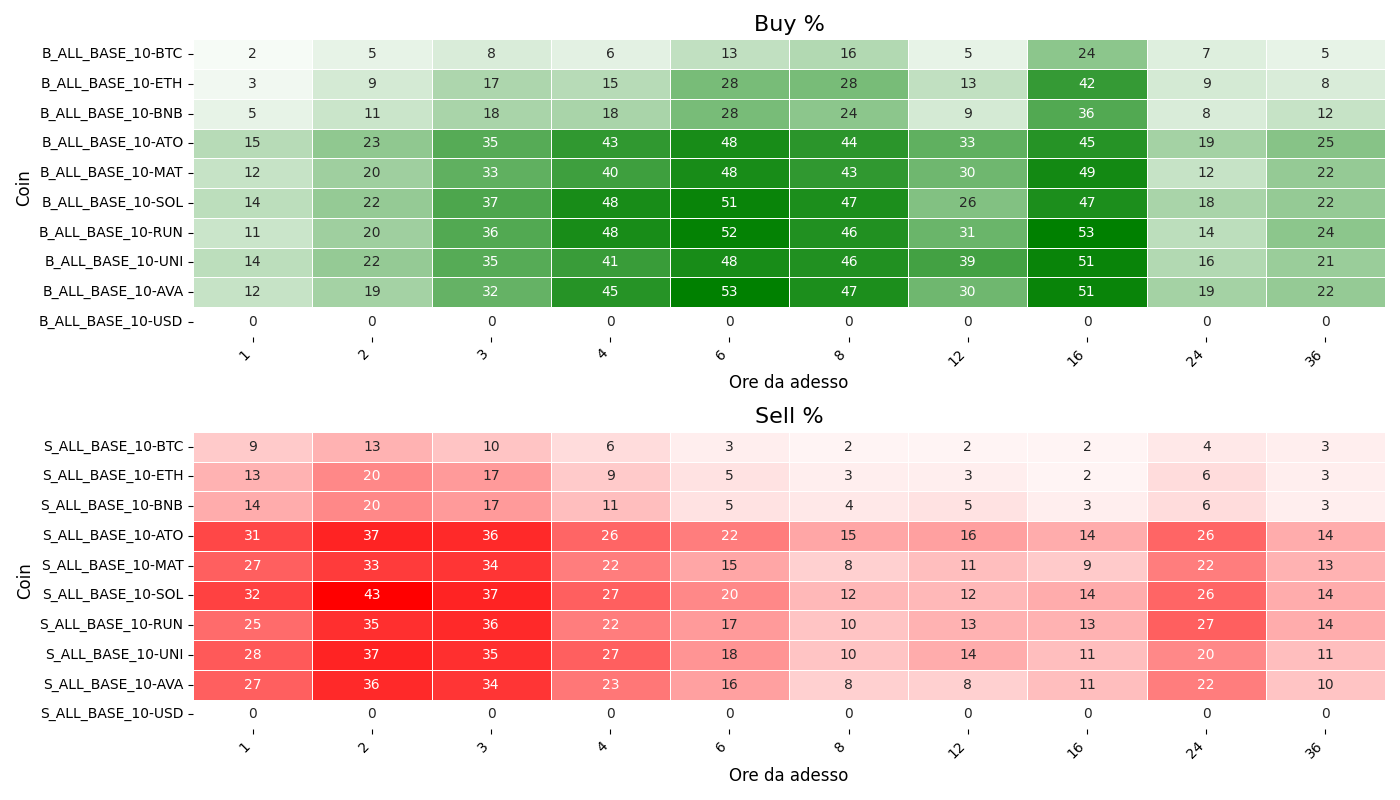 Buy %
Coin
B_ALL_BASE_10-BTC 2 5 8 6 13 16 5 24 7 5
B_ALL_BASE_10-ETH 3 9 17 15 28 28 13 42 9 8
B_ALL_BASE_10-BNB 5 11 18 18 28 24 9 36 8 12
B_ALL_BASE_10-ATO 15 23 35 43 48 44 33 45 19 25
B_ALL_BASE_10-MAT 12 20 33 40 48 43 30 49 12 22
B_ALL_BASE_10-SOL 14 22 37 48 51 47 26 47 18 22
B_ALL_BASE_10-RUN 11 20 36 48 52 46 31 53 14 24
B_ALL_BASE_10-UNI 14 22 35 41 48 46 39 51 16 21
B_ALL_BASE_10-AVA 12 19 32 45 53 47 30 51 19 22
B_ALL_BASE_10-USD 0 0 0 0 0 0 0 0 0 0
1 2 3 4 6 8 12 16 24 36
Ore da adesso
Sell %
Coin
S_ALL_BASE_10-BTC 9 13 10 6 3 2 2 2 4 3
S_ALL_BASE_10-ETH 13 20 17 9 5 3 3 2 6 3
S_ALL_BASE_10-BNB 14 20 17 11 5 4 5 3 6 3
S_ALL_BASE_10-ATO 31 37 36 26 22 15 16 14 26 14
S_ALL_BASE_10-MAT 27 33 34 22 15 8 11 9 22 13
S_ALL_BASE_10-SOL 32 43 37 27 20 12 12 14 26 14
S_ALL_BASE_10-RUN 25 35 36 22 17 10 13 13 27 14
S_ALL_BASE_10-UNI 28 37 35 27 18 10 14 11 20 11
S_ALL_BASE_10-AVA 27 36 34 23 16 8 8 11 22 10
S_ALL_BASE_10-USD 0 0 0 0 0 0 0 0 0 0
1 2 3 4 6 8 12 16 24 36
Ore da adesso